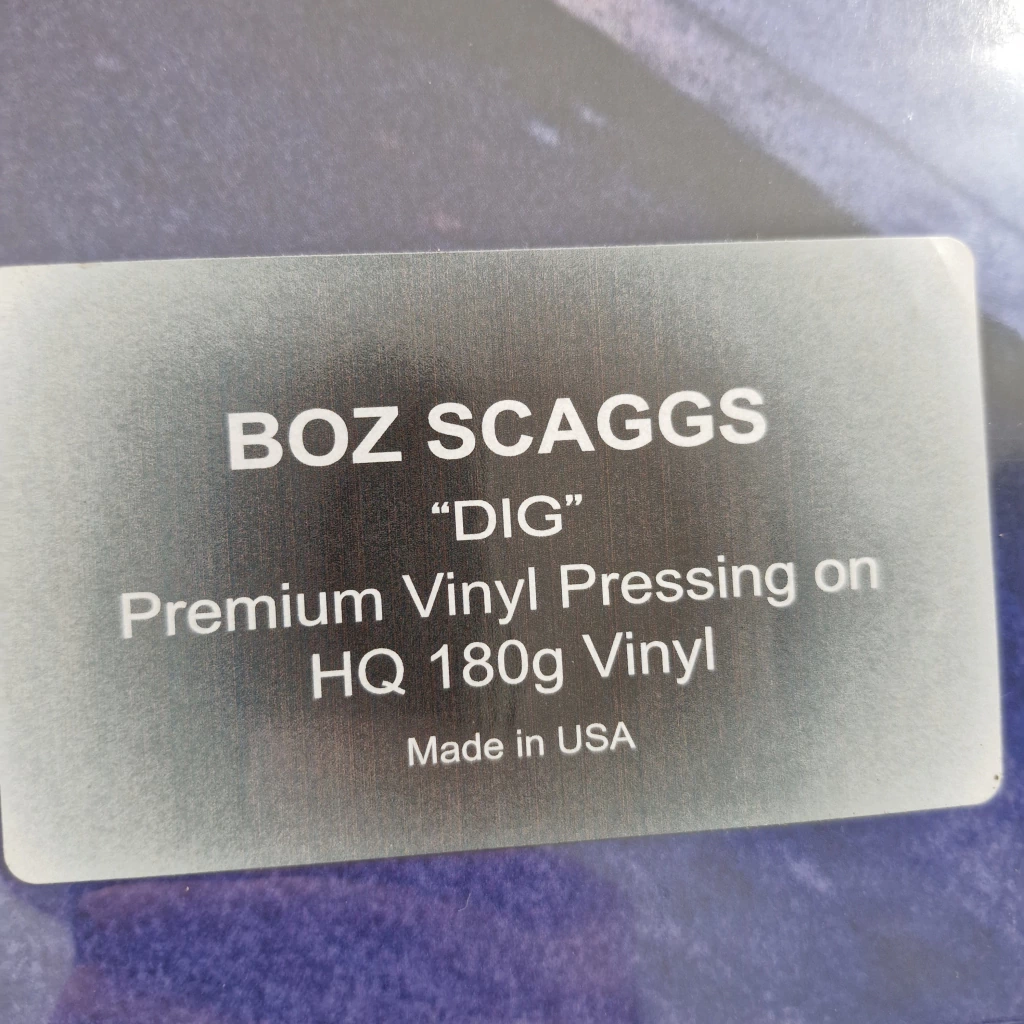 BOZ SCAGGS
“DIG”
Premium Vinyl Pressing on
HQ 180g Vinyl
Made in USA